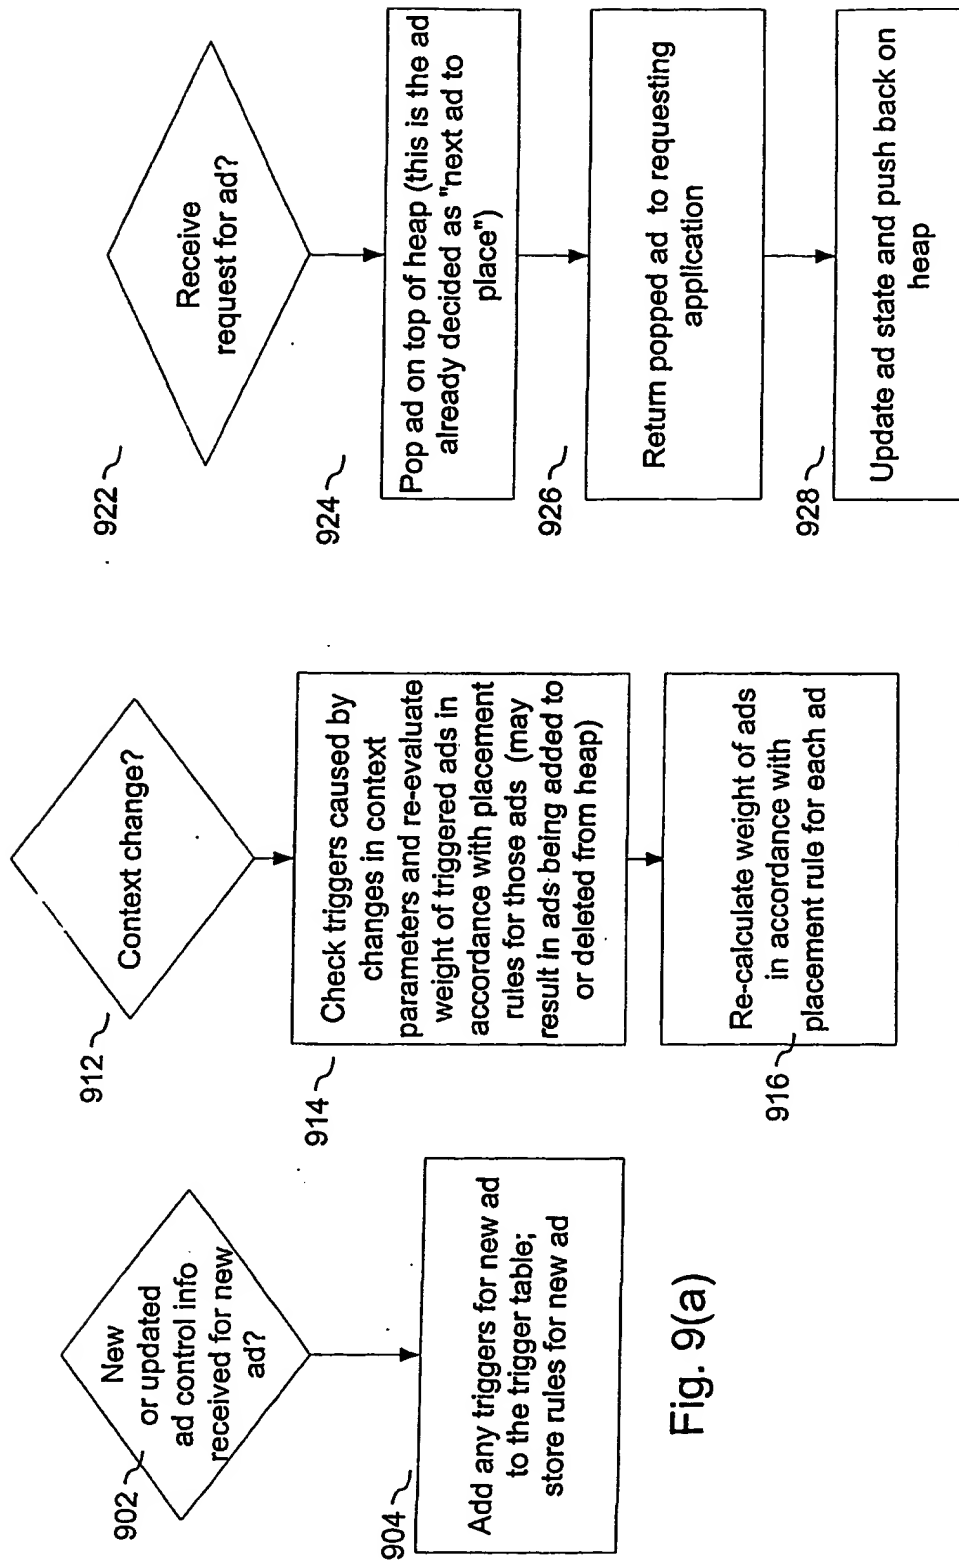 New
or updated
ad control info
received for new
ad?
902
904
Add any triggers for new ad
to the trigger table;
store rules for new ad
Context change?
912
914
Check triggers caused by
changes in context
parameters and re-evaluate
weight of triggered ads in
accordance with placement
rules for those ads (may
result in ads being added to
or deleted from heap)
Re-calculate weight of ads
in accordance with
placement rule for each ad
916
922
Receive
request for ad?
924
Pop ad on top of heap (this is the ad
already decided as "next ad to
place")
926
Return popped ad to requesting
application
928
Update ad state and push back on
heap
Fig. 9(a)